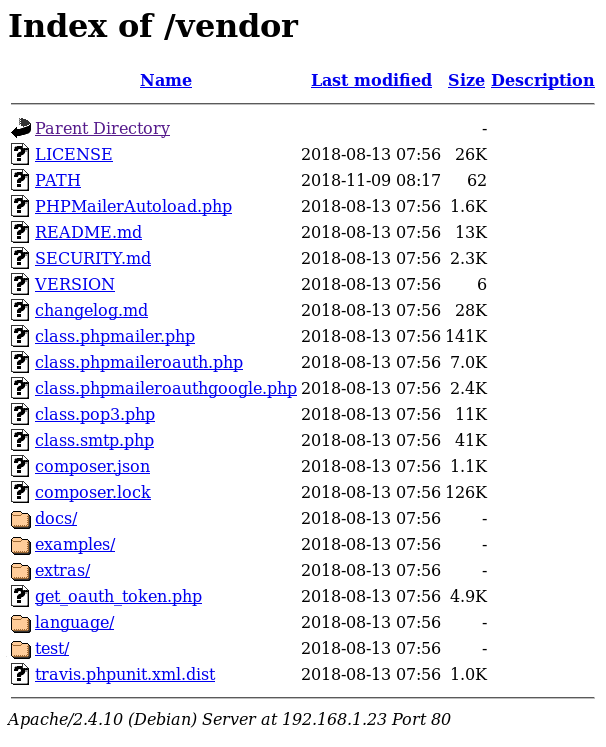 Index of /vendor
Name Last modified Size Description
Parent Directory -
LICENSE 2018-08-13 07:56 26K
PATH 2018-11-09 08:17 62
PHPMailerAutoload.php 2018-08-13 07:56 1.6K
README.md 2018-08-13 07:56 13K
SECURITY.md 2018-08-13 07:56 2.3K
VERSION 2018-08-13 07:56 6
changelog.md 2018-08-13 07:56 28K
class.phpmailer.php 2018-08-13 07:56 141K
class.phpmaileroauth.php 2018-08-13 07:56 7.0K
class.phpmaileroauthgoogle.php 2018-08-13 07:56 2.4K
class.pop3.php 2018-08-13 07:56 11K
class.smtp.php 2018-08-13 07:56 41K
composer.json 2018-08-13 07:56 1.1K
composer.lock 2018-08-13 07:56 126K
docs/ 2018-08-13 07:56 -
examples/ 2018-08-13 07:56 -
extras/ 2018-08-13 07:56 -
get_oauth_token.php 2018-08-13 07:56 4.9K
language/ 2018-08-13 07:56 -
test/ 2018-08-13 07:56 -
travis.phpunit.xml.dist 2018-08-13 07:56 1.0K
Apache/2.4.10 (Debian) Server at 192.168.1.23 Port 80